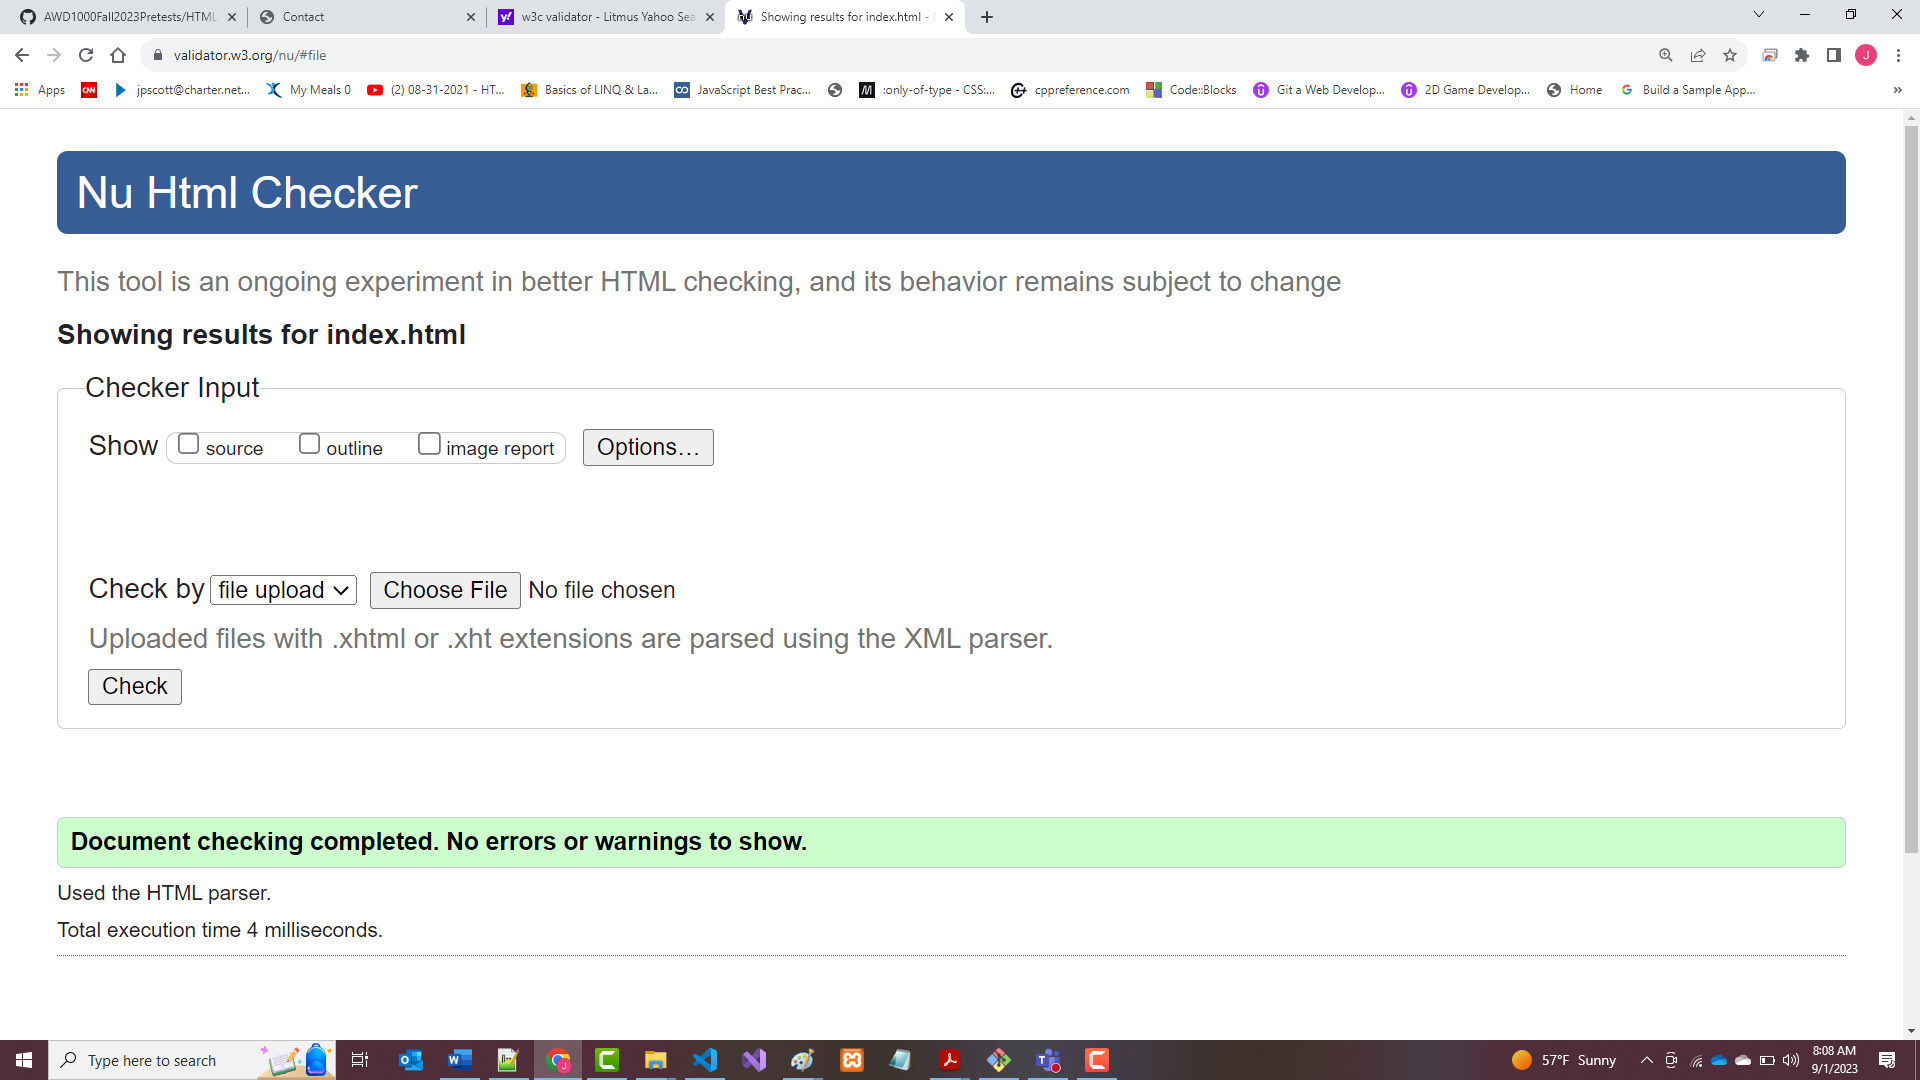 AWD1000Fall2023Pretests/HTML
Contact
w3c validator - Litmus Yahoo Sea
Showing results for index.html -
validator.w3.org/nu/#file
J
Apps
CNN
jpscott@charter.net...
My Meals 0
(2) 08-31-2021 - HT...
Basics of LINQ & La...
JavaScript Best Prac...
:only-of-type - CSS:...
cppreference.com
Code::Blocks
Git a Web Develop...
2D Game Develop...
Home
Build a Sample App...
»
Nu Html Checker
This tool is an ongoing experiment in better HTML checking, and its behavior remains subject to change
Showing results for index.html
Checker Input
Show source outline image report Options...
Check by file upload Choose File No file chosen
Uploaded files with .xhtml or .xht extensions are parsed using the XML parser.
Check
Document checking completed. No errors or warnings to show.
Used the HTML parser.
Total execution time 4 milliseconds.
Type here to search
57°F Sunny
8:08 AM
9/1/2023